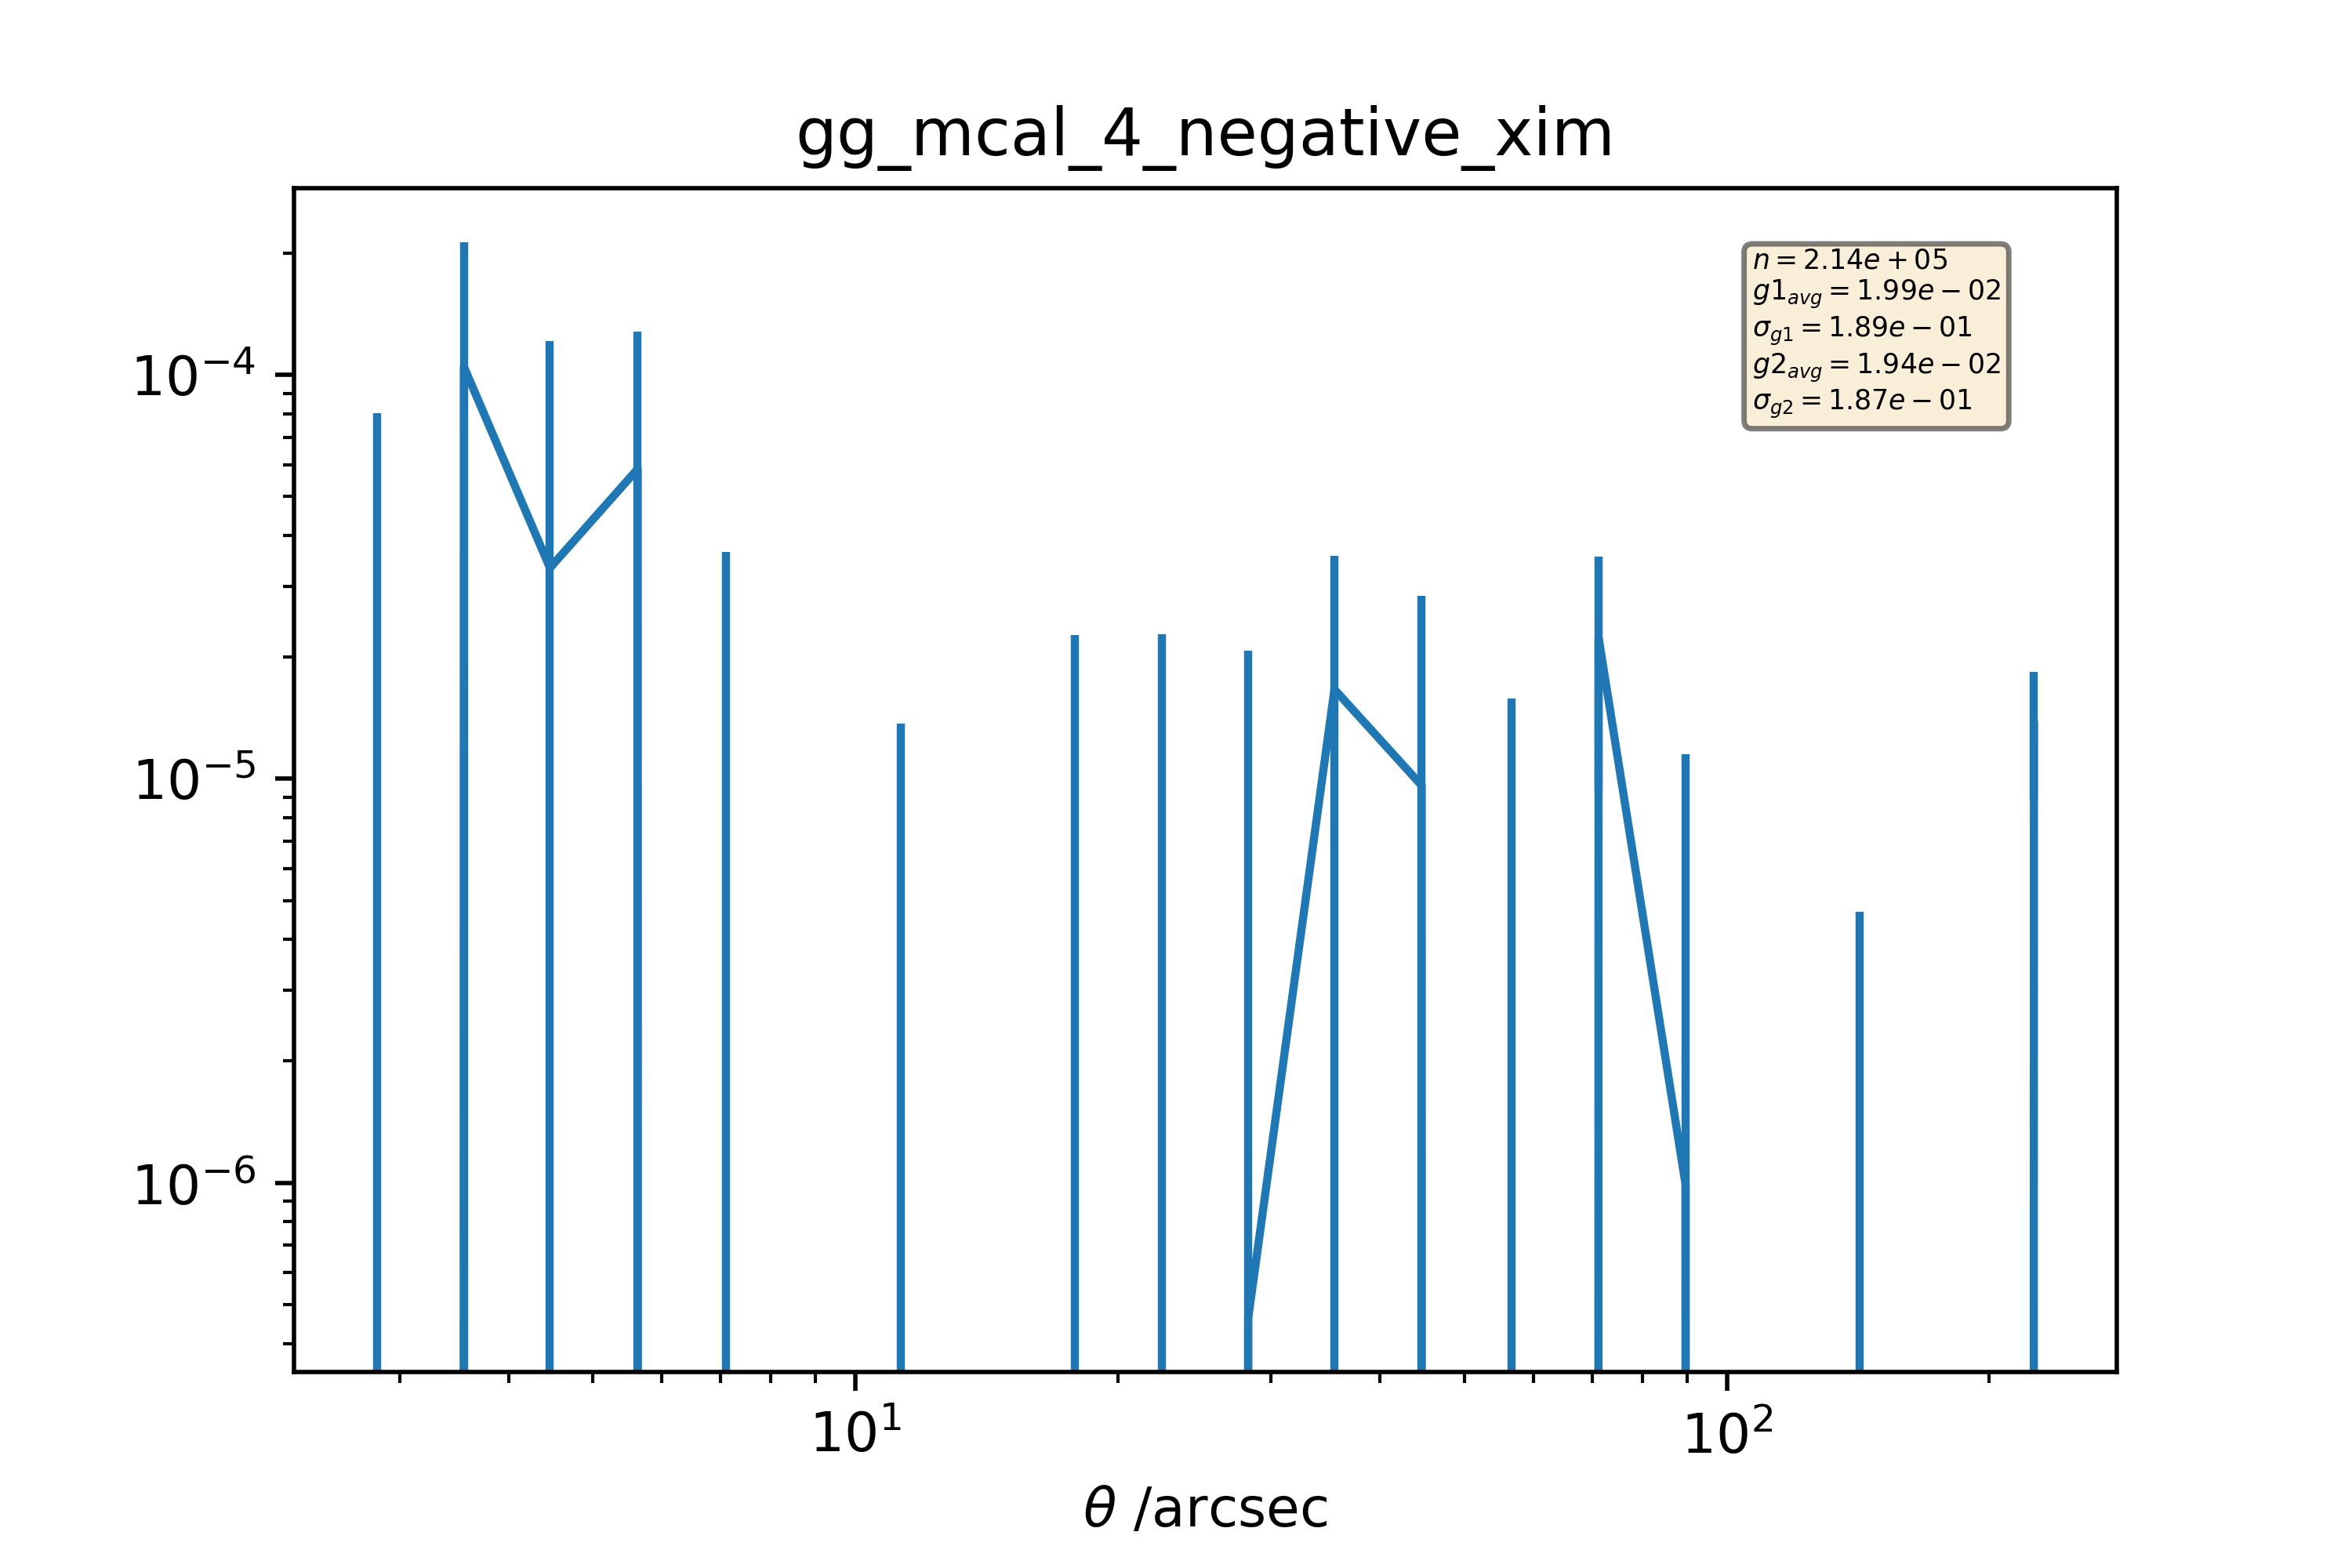 gg_mcal_4_negative_xim
n = 2.14e + 05
g1avg = 1.99e − 02
σg1 = 1.89e − 01
g2avg = 1.94e − 02
σg2 = 1.87e − 01
10−4
10−5
10−6
10¹ 10²
θ /arcsec